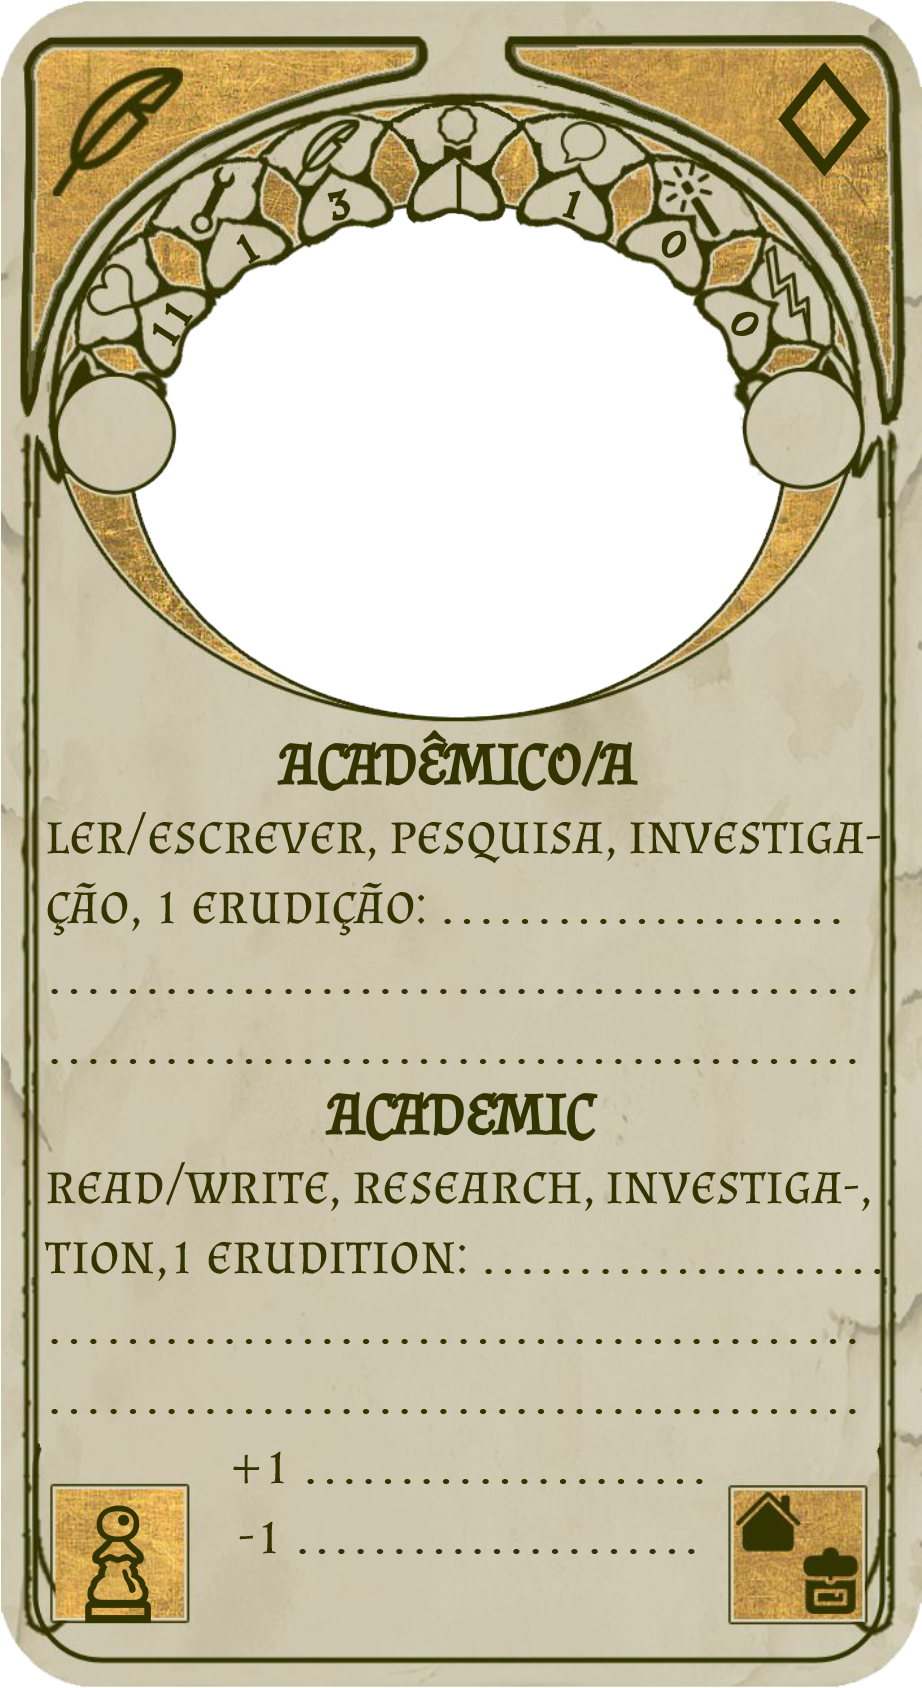 11 1 3 1 0 0
ACADÊMICO/A
LER/ESCREVER, PESQUISA, INVESTIGA-
ÇÃO, 1 ERUDIÇÃO: .....................
..........................................
..........................................
ACADEMIC
READ/WRITE, RESEARCH, INVESTIGA-,
TION,1 ERUDITION: .....................
..........................................
..........................................
+1 .....................
-1 .....................